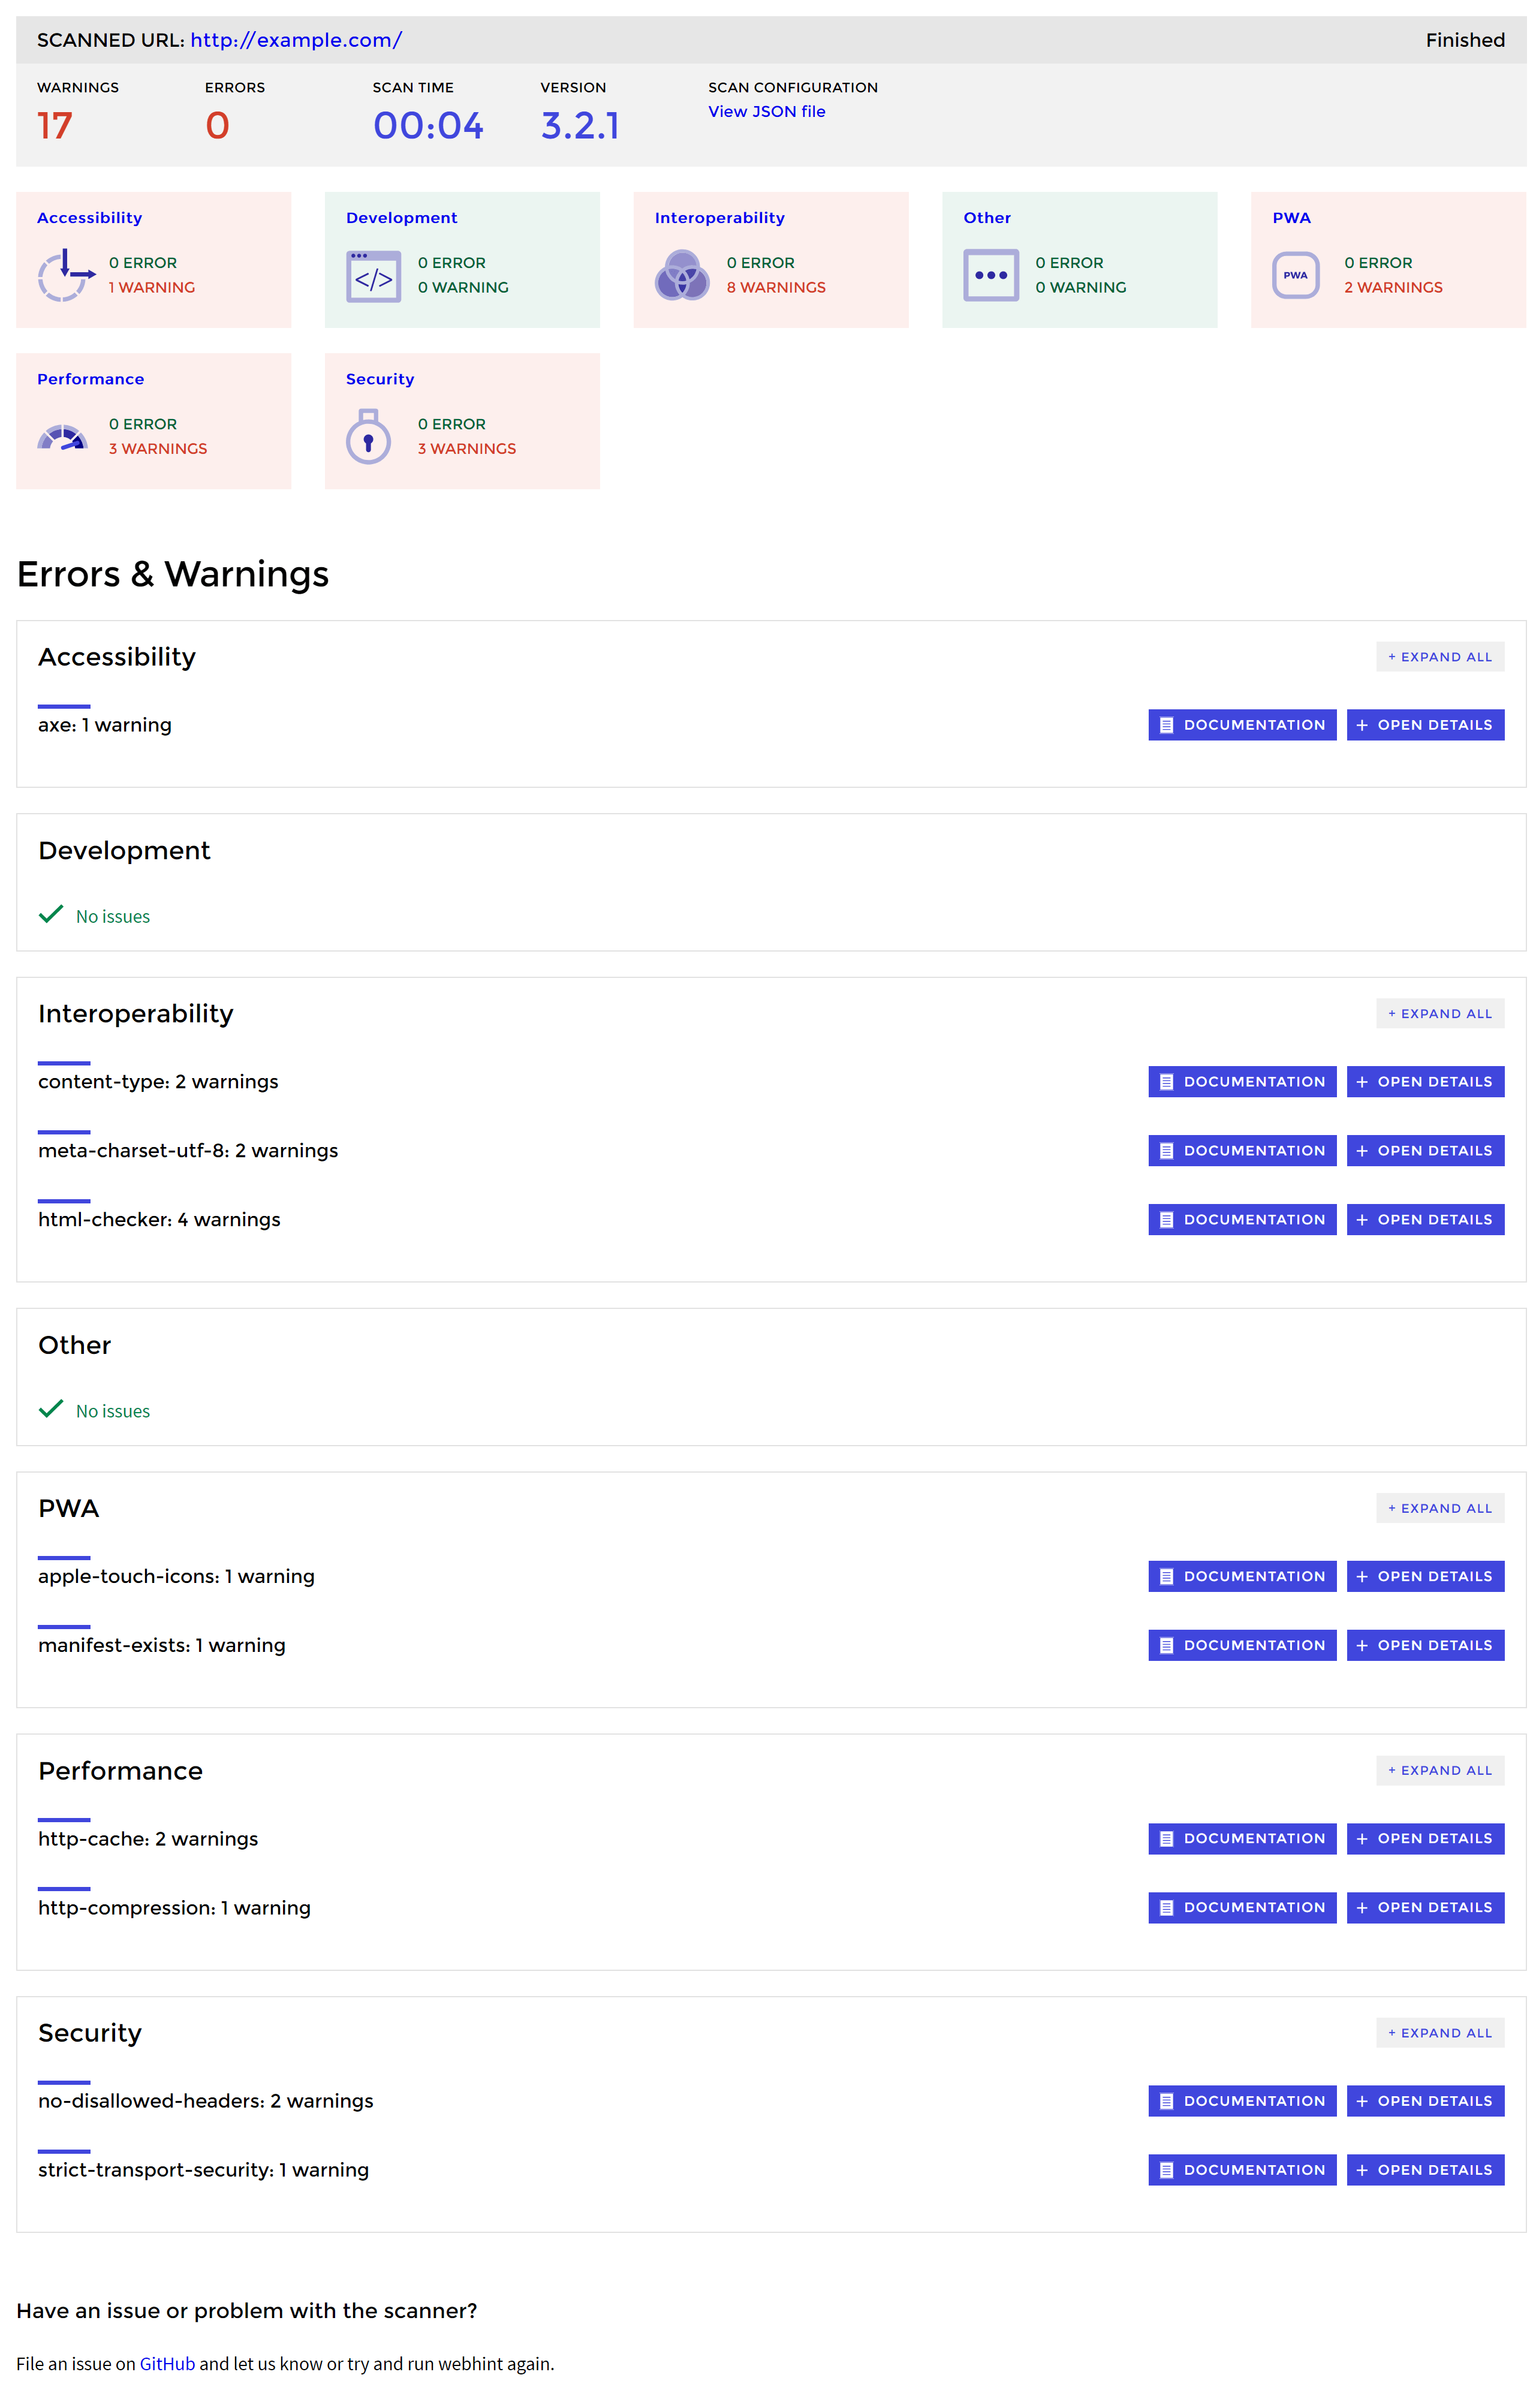 SCANNED URL: http://example.com/ Finished
WARNINGS ERRORS SCAN TIME VERSION SCAN CONFIGURATION
17 0 00:04 3.2.1 View JSON file
Accessibility
0 ERROR
1 WARNING
Development
</>
0 ERROR
0 WARNING
Interoperability
0 ERROR
8 WARNINGS
Other
0 ERROR
0 WARNING
PWA
PWA
0 ERROR
2 WARNINGS
Performance
0 ERROR
3 WARNINGS
Security
0 ERROR
3 WARNINGS
Errors & Warnings
Accessibility + EXPAND ALL
axe: 1 warning DOCUMENTATION + OPEN DETAILS
Development
No issues
Interoperability + EXPAND ALL
content-type: 2 warnings DOCUMENTATION + OPEN DETAILS
meta-charset-utf-8: 2 warnings DOCUMENTATION + OPEN DETAILS
html-checker: 4 warnings DOCUMENTATION + OPEN DETAILS
Other
No issues
PWA + EXPAND ALL
apple-touch-icons: 1 warning DOCUMENTATION + OPEN DETAILS
manifest-exists: 1 warning DOCUMENTATION + OPEN DETAILS
Performance + EXPAND ALL
http-cache: 2 warnings DOCUMENTATION + OPEN DETAILS
http-compression: 1 warning DOCUMENTATION + OPEN DETAILS
Security + EXPAND ALL
no-disallowed-headers: 2 warnings DOCUMENTATION + OPEN DETAILS
strict-transport-security: 1 warning DOCUMENTATION + OPEN DETAILS
Have an issue or problem with the scanner?
File an issue on GitHub and let us know or try and run webhint again.